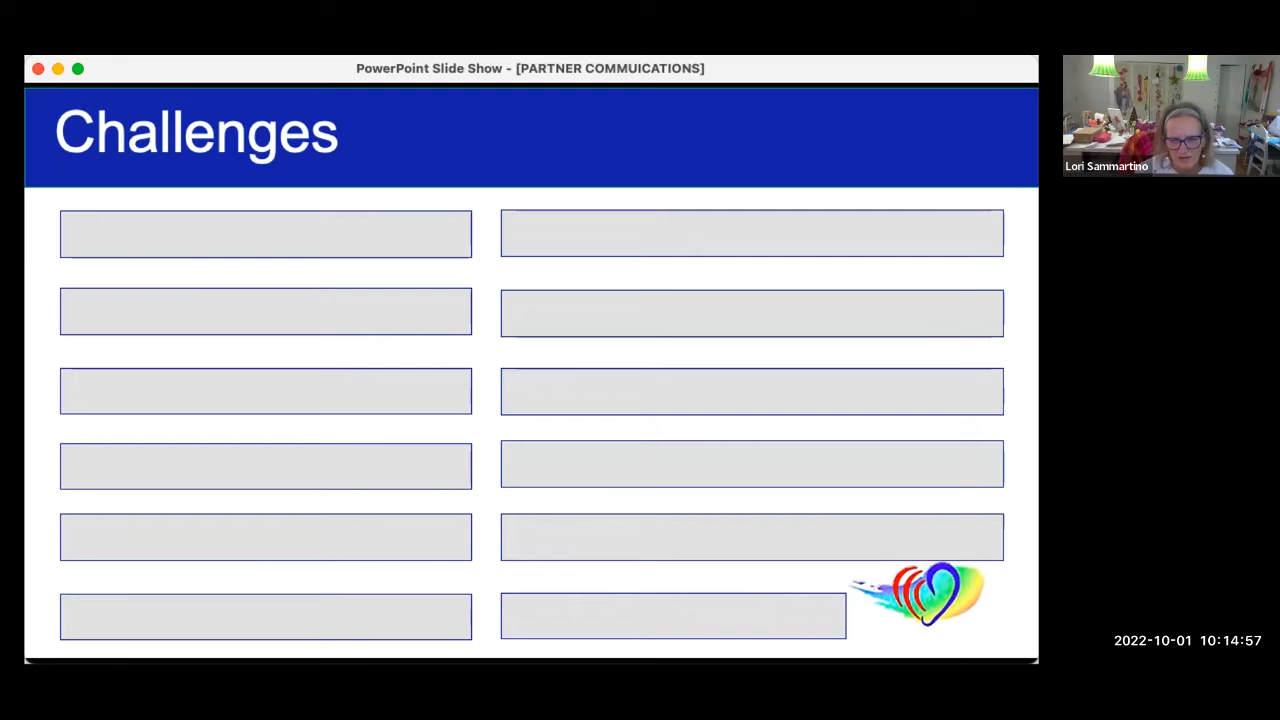 PowerPoint Slide Show - [PARTNER COMMUICATIONS]
Challenges
Lori Sammartino
2022-10-01 10:14:57